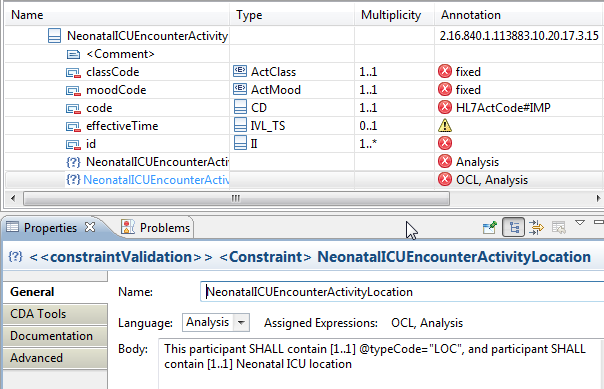 Name Type Multiplicity Annotation
NeonatalICUEncounterActivity 2.16.840.1.113883.10.20.17.3.15
<Comment>
classCode ActClass 1..1 fixed
moodCode ActMood 1..1 fixed
code CD 1..1 HL7ActCode#IMP
effectiveTime IVL_TS 0..1
id II 1..*
NeonatalICUEncounterActiv Analysis
NeonatalICUEncounterActiv OCL, Analysis
Properties Problems
<<constraintValidation>> <Constraint> NeonatalICUEncounterActivityLocation
General
CDA Tools
Documentation
Advanced
Name: NeonatalICUEncounterActivityLocation
Language: Analysis Assigned Expressions: OCL, Analysis
Body: This participant SHALL contain [1..1] @typeCode="LOC", and participant SHALL
contain [1..1] Neonatal ICU location